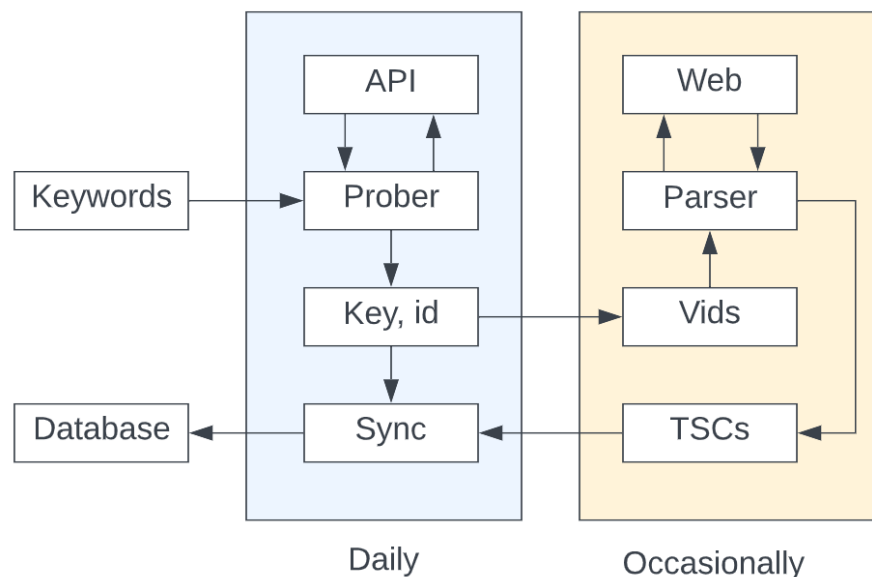 API
Web
Keywords
Prober
Parser
Key, id
Vids
Database
Sync
TSCs
Daily
Occasionally